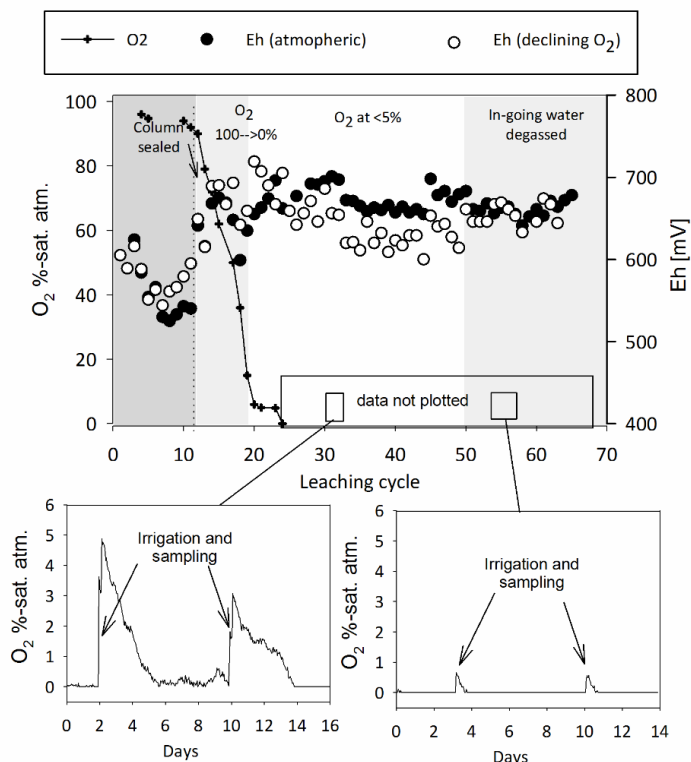 O2 Eh (atmopheric) Eh (declining O2)
100
80
60
40
20
0
O2 %-sat. atm.
Column
sealed
O2
100-->0%
O2 at <5%
In-going water
degassed
800
700
600
500
400
Eh [mV]
data not plotted
0 10 20 30 40 50 60 70
Leaching cycle
6
5
4
3
2
1
0
O2 %-sat. atm.
Irrigation and
sampling
0 2 4 6 8 10 12 14 16
Days
6
5
4
3
2
1
0
O2 %-sat. atm.
Irrigation and
sampling
0 2 4 6 8 10 12 14
Days